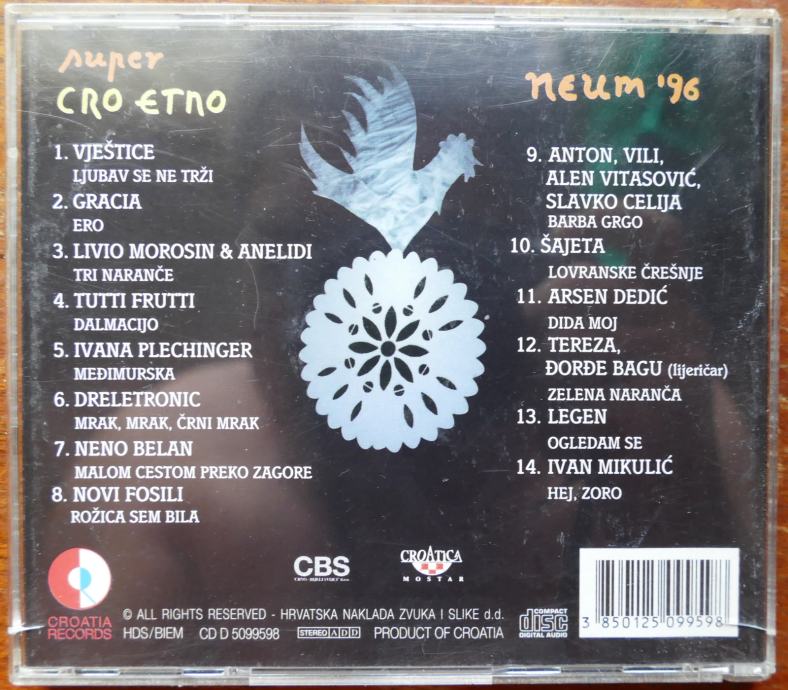 super
CRO ETNO
1. VJEŠTICE
LJUBAV SE NE TRŽI
2. GRACIA
ERO
3. LIVIO MOROSIN & ANELIDI
TRI NARANČE
4. TUTTI FRUTTI
DALMACIJO
5. IVANA PLECHINGER
MEĐIMURSKA
6. DRELETRONIC
MRAK, MRAK, ČRNI MRAK
7. NENO BELAN
MALOM CESTOM PREKO ZAGORE
8. NOVI FOSILI
ROŽICA SEM BILA
NEUM '96
9. ANTON, VILI,
ALEN VITASOVIĆ,
SLAVKO CELIJA
BARBA GRGO
10. ŠAJETA
LOVRANSKE ČREŠNJE
11. ARSEN DEDIĆ
DIDA MOJ
12. TEREZA,
ĐORĐE BAGU (lijeričar)
ZELENA NARANČA
13. LEGEN
OGLEDAM SE
14. IVAN MIKULIĆ
HEJ, ZORO
CROATIA
RECORDS
CBS
CROATICA
MOSTAR
© ALL RIGHTS RESERVED - HRVATSKA NAKLADA ZVUKA I SLIKE d.d.
HDS/BIEM CD D 5099598 STEREO ADD PRODUCT OF CROATIA
COMPACT
disc
DIGITAL AUDIO
3 850125 099598